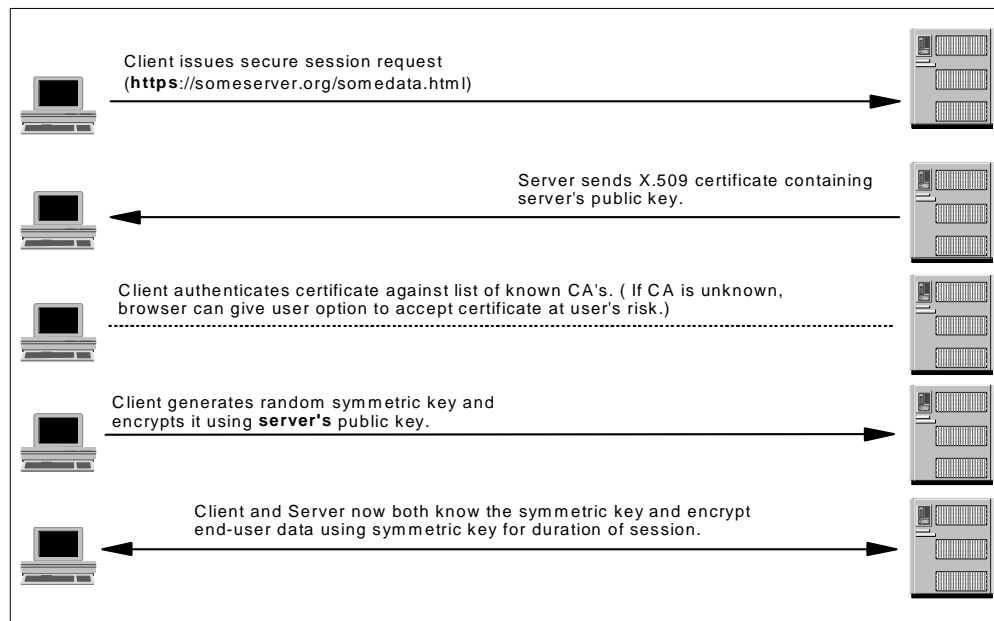 Client issues secure session request
(https://someserver.org/somedata.html)
Server sends X.509 certificate containing
server's public key.
Client authenticates certificate against list of known CA's. ( If CA is unknown,
browser can give user option to accept certificate at user's risk.)
Client generates random symmetric key and
encrypts it using server's public key.
Client and Server now both know the symmetric key and encrypt
end-user data using symmetric key for duration of session.